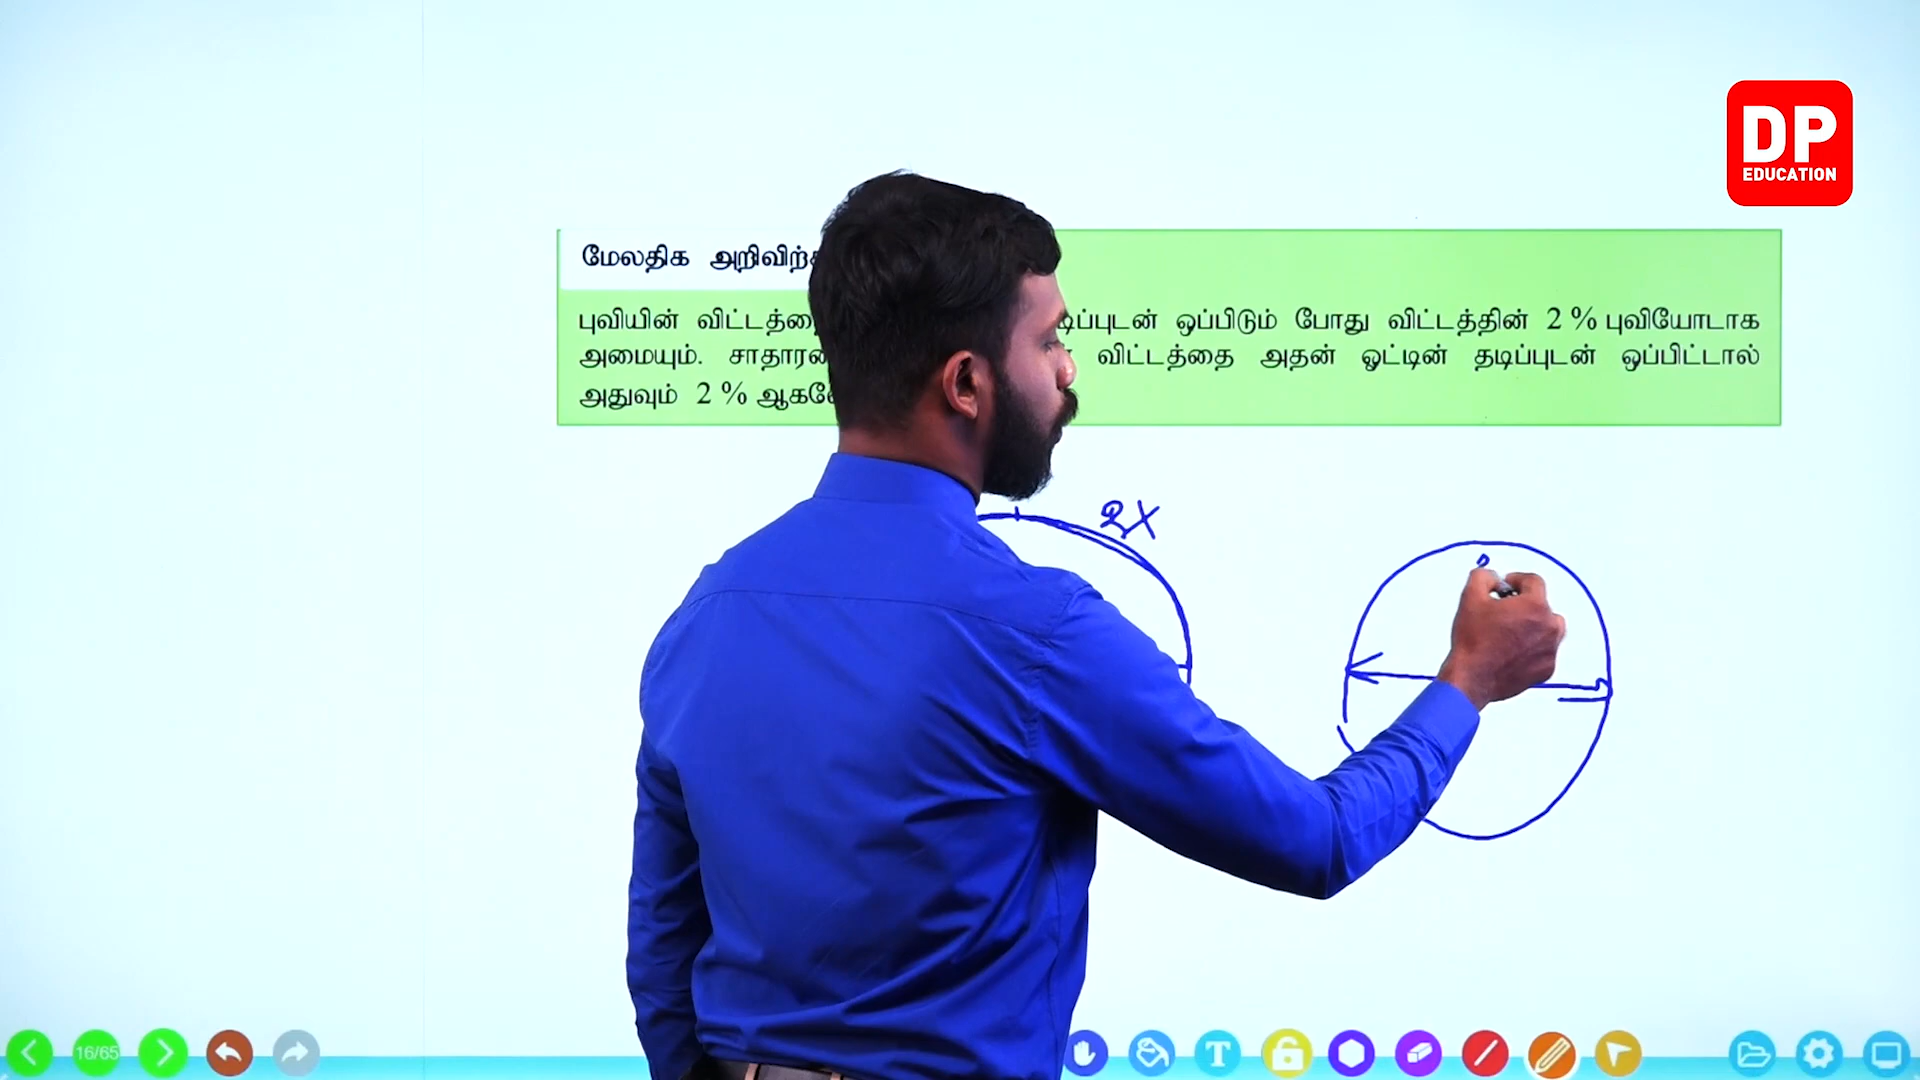 DP
EDUCATION
மேலதிக அறிவிற்
புவியின் விட்டத்தை டிப்புடன் ஒப்பிடும் போது விட்டத்தின் 2 % புவியோடாக
அமையும். சாதாரண விட்டத்தை அதன் ஓட்டின் தடிப்புடன் ஒப்பிட்டால்
அதுவும் 2 %
2X
16/65
T